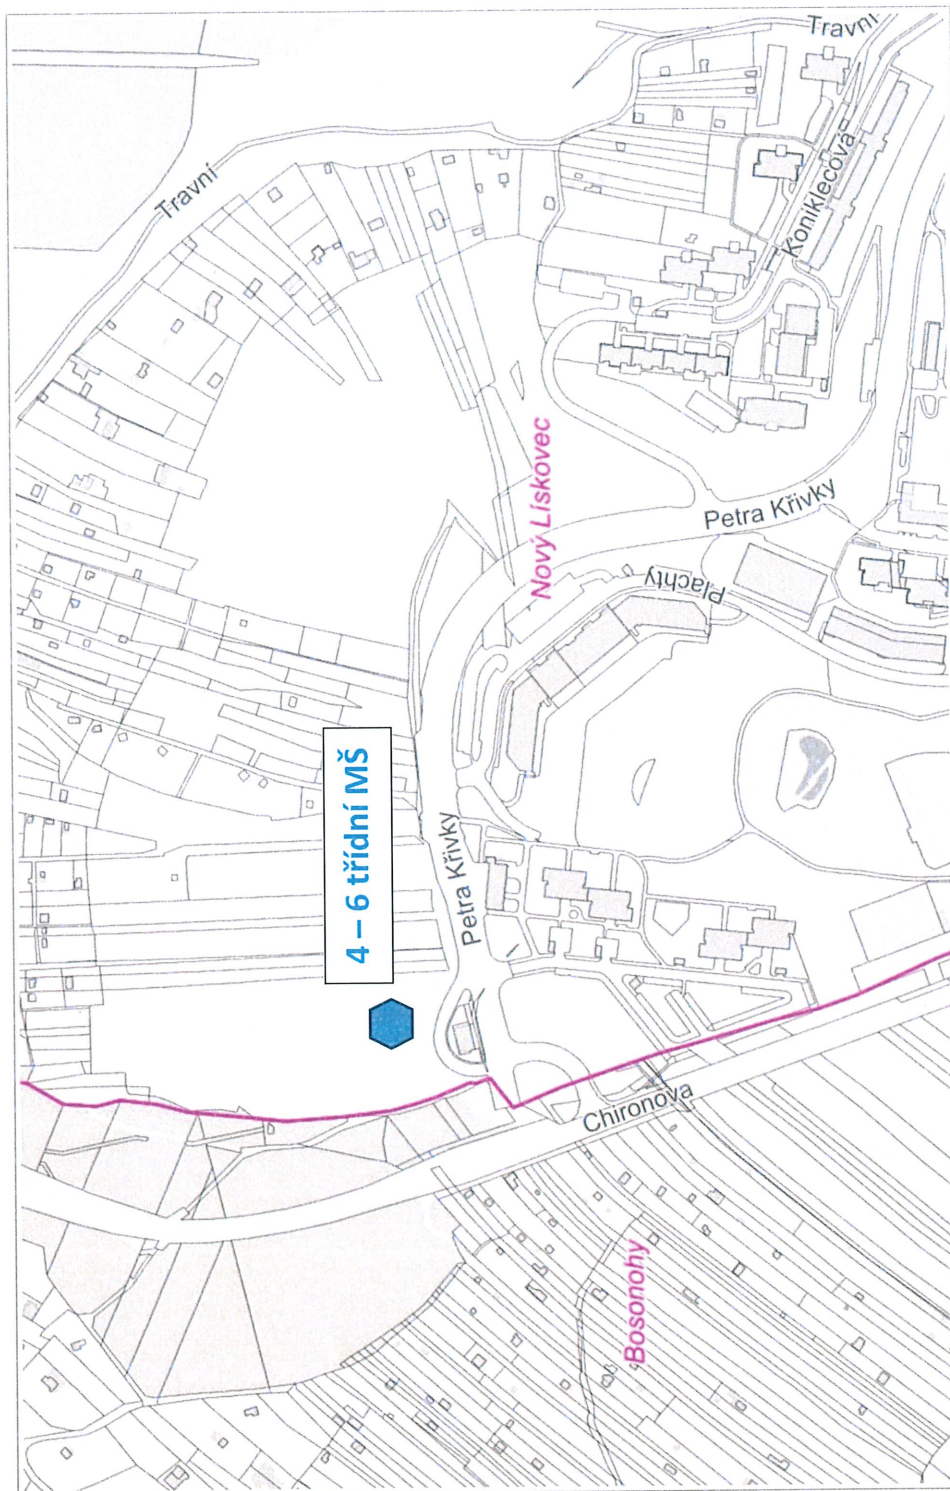 Travní
Travní
Koniklecová
Nový Lískovec
Petra Křivky
Plachty
4 – 6 třídní MŠ
Petra Křivky
Chironova
Bosonohy